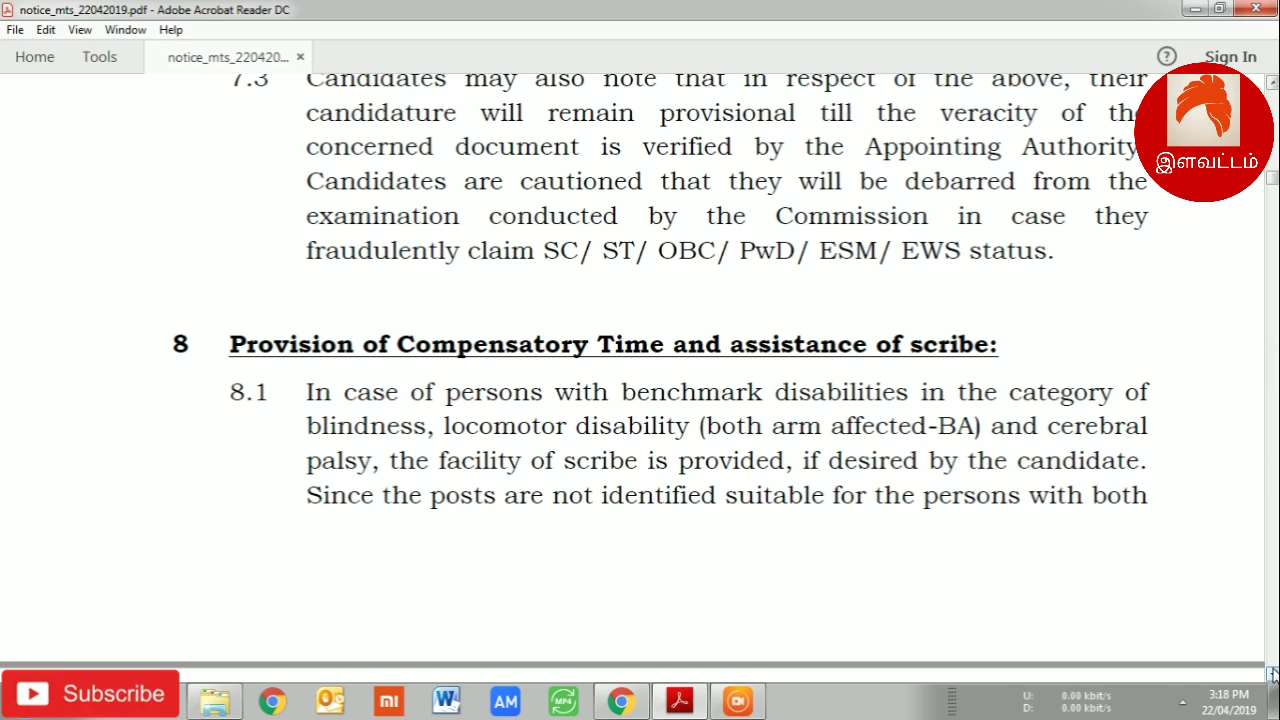 notice_mts_22042019.pdf - Adobe Acrobat Reader DC
File Edit View Window Help
Home Tools notice_mts_220420... × Sign In
7.3 Candidates may also note that in respect of the above, their
candidature will remain provisional till the veracity of the
concerned document is verified by the Appointing Authority.
Candidates are cautioned that they will be debarred from the
examination conducted by the Commission in case they
fraudulently claim SC/ ST/ OBC/ PwD/ ESM/ EWS status.
இளவட்டம்
8 Provision of Compensatory Time and assistance of scribe:
8.1 In case of persons with benchmark disabilities in the category of
blindness, locomotor disability (both arm affected-BA) and cerebral
palsy, the facility of scribe is provided, if desired by the candidate.
Since the posts are not identified suitable for the persons with both
Subscribe
AM
MP4
U: 0.00 kbit/s
D: 0.00 kbit/s
3:18 PM
22/04/2019